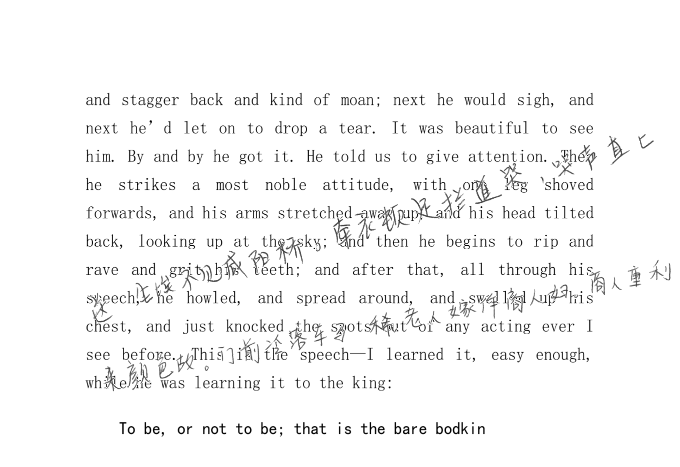 and stagger back and kind of moan; next he would sigh, and
next he’d let on to drop a tear. It was beautiful to see
him. By and by he got it. He told us to give attention. Then
he strikes a most noble attitude, with one leg shoved
forwards, and his arms stretched away up, and his head tilted
back, looking up at the sky; and then he begins to rip and
rave and grit his teeth; and after that, all through his
speech, he howled, and spread around, and swelled up his
chest, and just knocked the spots out of any acting ever I
see before. This is the speech—I learned it, easy enough,
while he was learning it to the king:
To be, or not to be; that is the bare bodkin
送，尘埃不见咸阳桥，牵衣顿足拦道哭，哭声直上
来颜色故。门前冷落车马稀，老大嫁作商人妇。商人重利